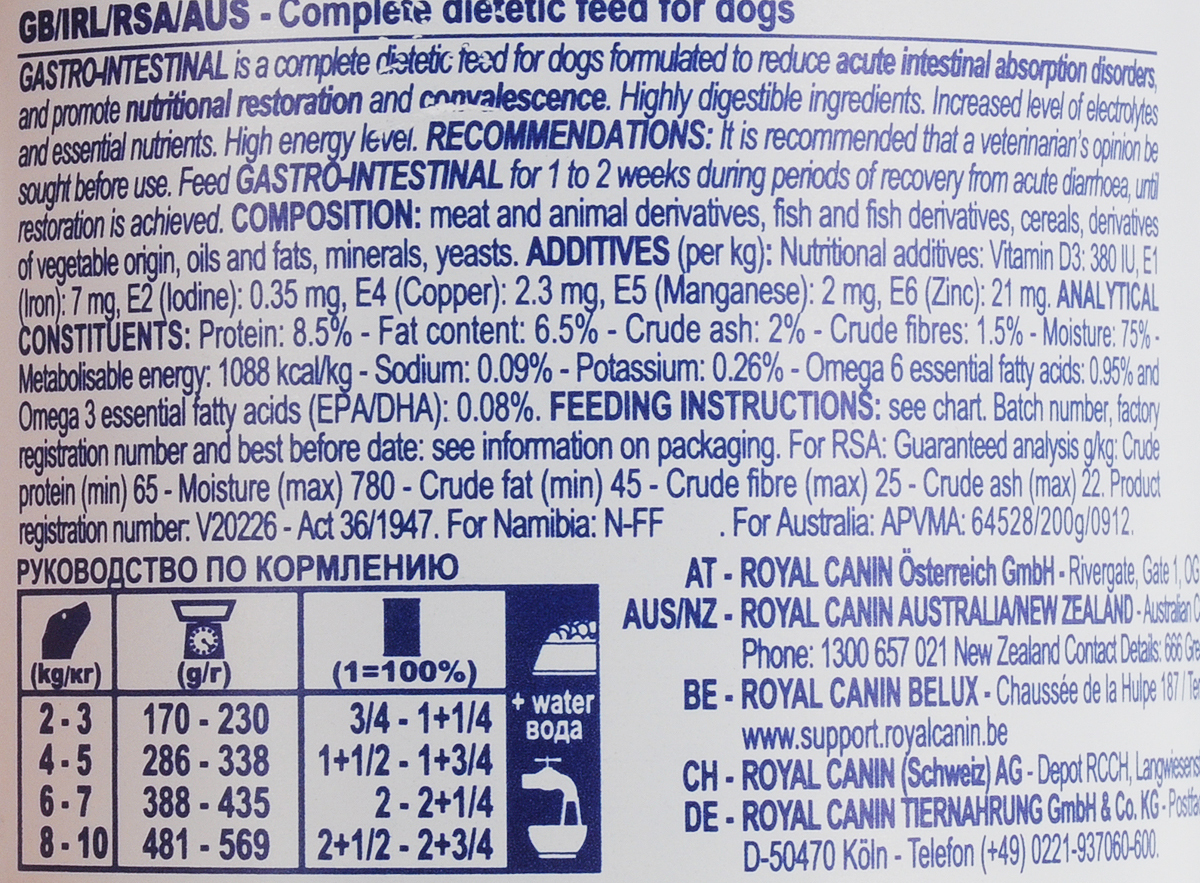 GB/IRL/RSA/AUS - Complete dietetic feed for dogs
GASTRO-INTESTINAL is a complete dietetic feed for dogs formulated to reduce acute intestinal absorption disorders,
and promote nutritional restoration and convalescence. Highly digestible ingredients. Increased level of electrolytes
and essential nutrients. High energy level. RECOMMENDATIONS: It is recommended that a veterinarian's opinion be
sought before use. Feed GASTRO-INTESTINAL for 1 to 2 weeks during periods of recovery from acute diarrhoea, until
restoration is achieved. COMPOSITION: meat and animal derivatives, fish and fish derivatives, cereals, derivatives
of vegetable origin, oils and fats, minerals, yeasts. ADDITIVES (per kg): Nutritional additives: Vitamin D3: 380 IU, E1
(Iron): 7 mg, E2 (Iodine): 0.35 mg, E4 (Copper): 2.3 mg, E5 (Manganese): 2 mg, E6 (Zinc): 21 mg. ANALYTICAL
CONSTITUENTS: Protein: 8.5% - Fat content: 6.5% - Crude ash: 2% - Crude fibres: 1.5% - Moisture: 75% -
Metabolisable energy: 1088 kcal/kg - Sodium: 0.09% - Potassium: 0.26% - Omega 6 essential fatty acids: 0.95% and
Omega 3 essential fatty acids (EPA/DHA): 0.08%. FEEDING INSTRUCTIONS: see chart. Batch number, factory
registration number and best before date: see information on packaging. For RSA: Guaranteed analysis g/kg: Crude
protein (min) 65 - Moisture (max) 780 - Crude fat (min) 45 - Crude fibre (max) 25 - Crude ash (max) 22. Product
registration number: V20226 - Act 36/1947. For Namibia: N-FF . For Australia: APVMA: 64528/200g/0912.
РУКОВОДСТВО ПО КОРМЛЕНИЮ
(kg/кг) (g/г) (1=100%)
+ water
вода
2 - 3 170 - 230 3/4 - 1+1/4
4 - 5 286 - 338 1+1/2 - 1+3/4
6 - 7 388 - 435 2 - 2+1/4
8 - 10 481 - 569 2+1/2 - 2+3/4
AT - ROYAL CANIN Österreich GmbH - Rivergate, Gate 1, OG
AUS/NZ - ROYAL CANIN AUSTRALIA/NEW ZEALAND - Australian
Phone: 1300 657 021 New Zealand Contact Details: 666
BE - ROYAL CANIN BELUX - Chaussée de la Hulpe 187 /
www.support.royalcanin.be
CH - ROYAL CANIN (Schweiz) AG - Depot RCCH,
DE - ROYAL CANIN TIERNAHRUNG GmbH & Co. KG -
D-50470 Köln - Telefon (+49) 0221-937060-600.